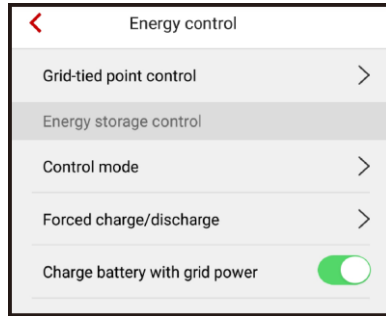 Energy control
Grid-tied point control
Energy storage control
Control mode
Forced charge/discharge
Charge battery with grid power